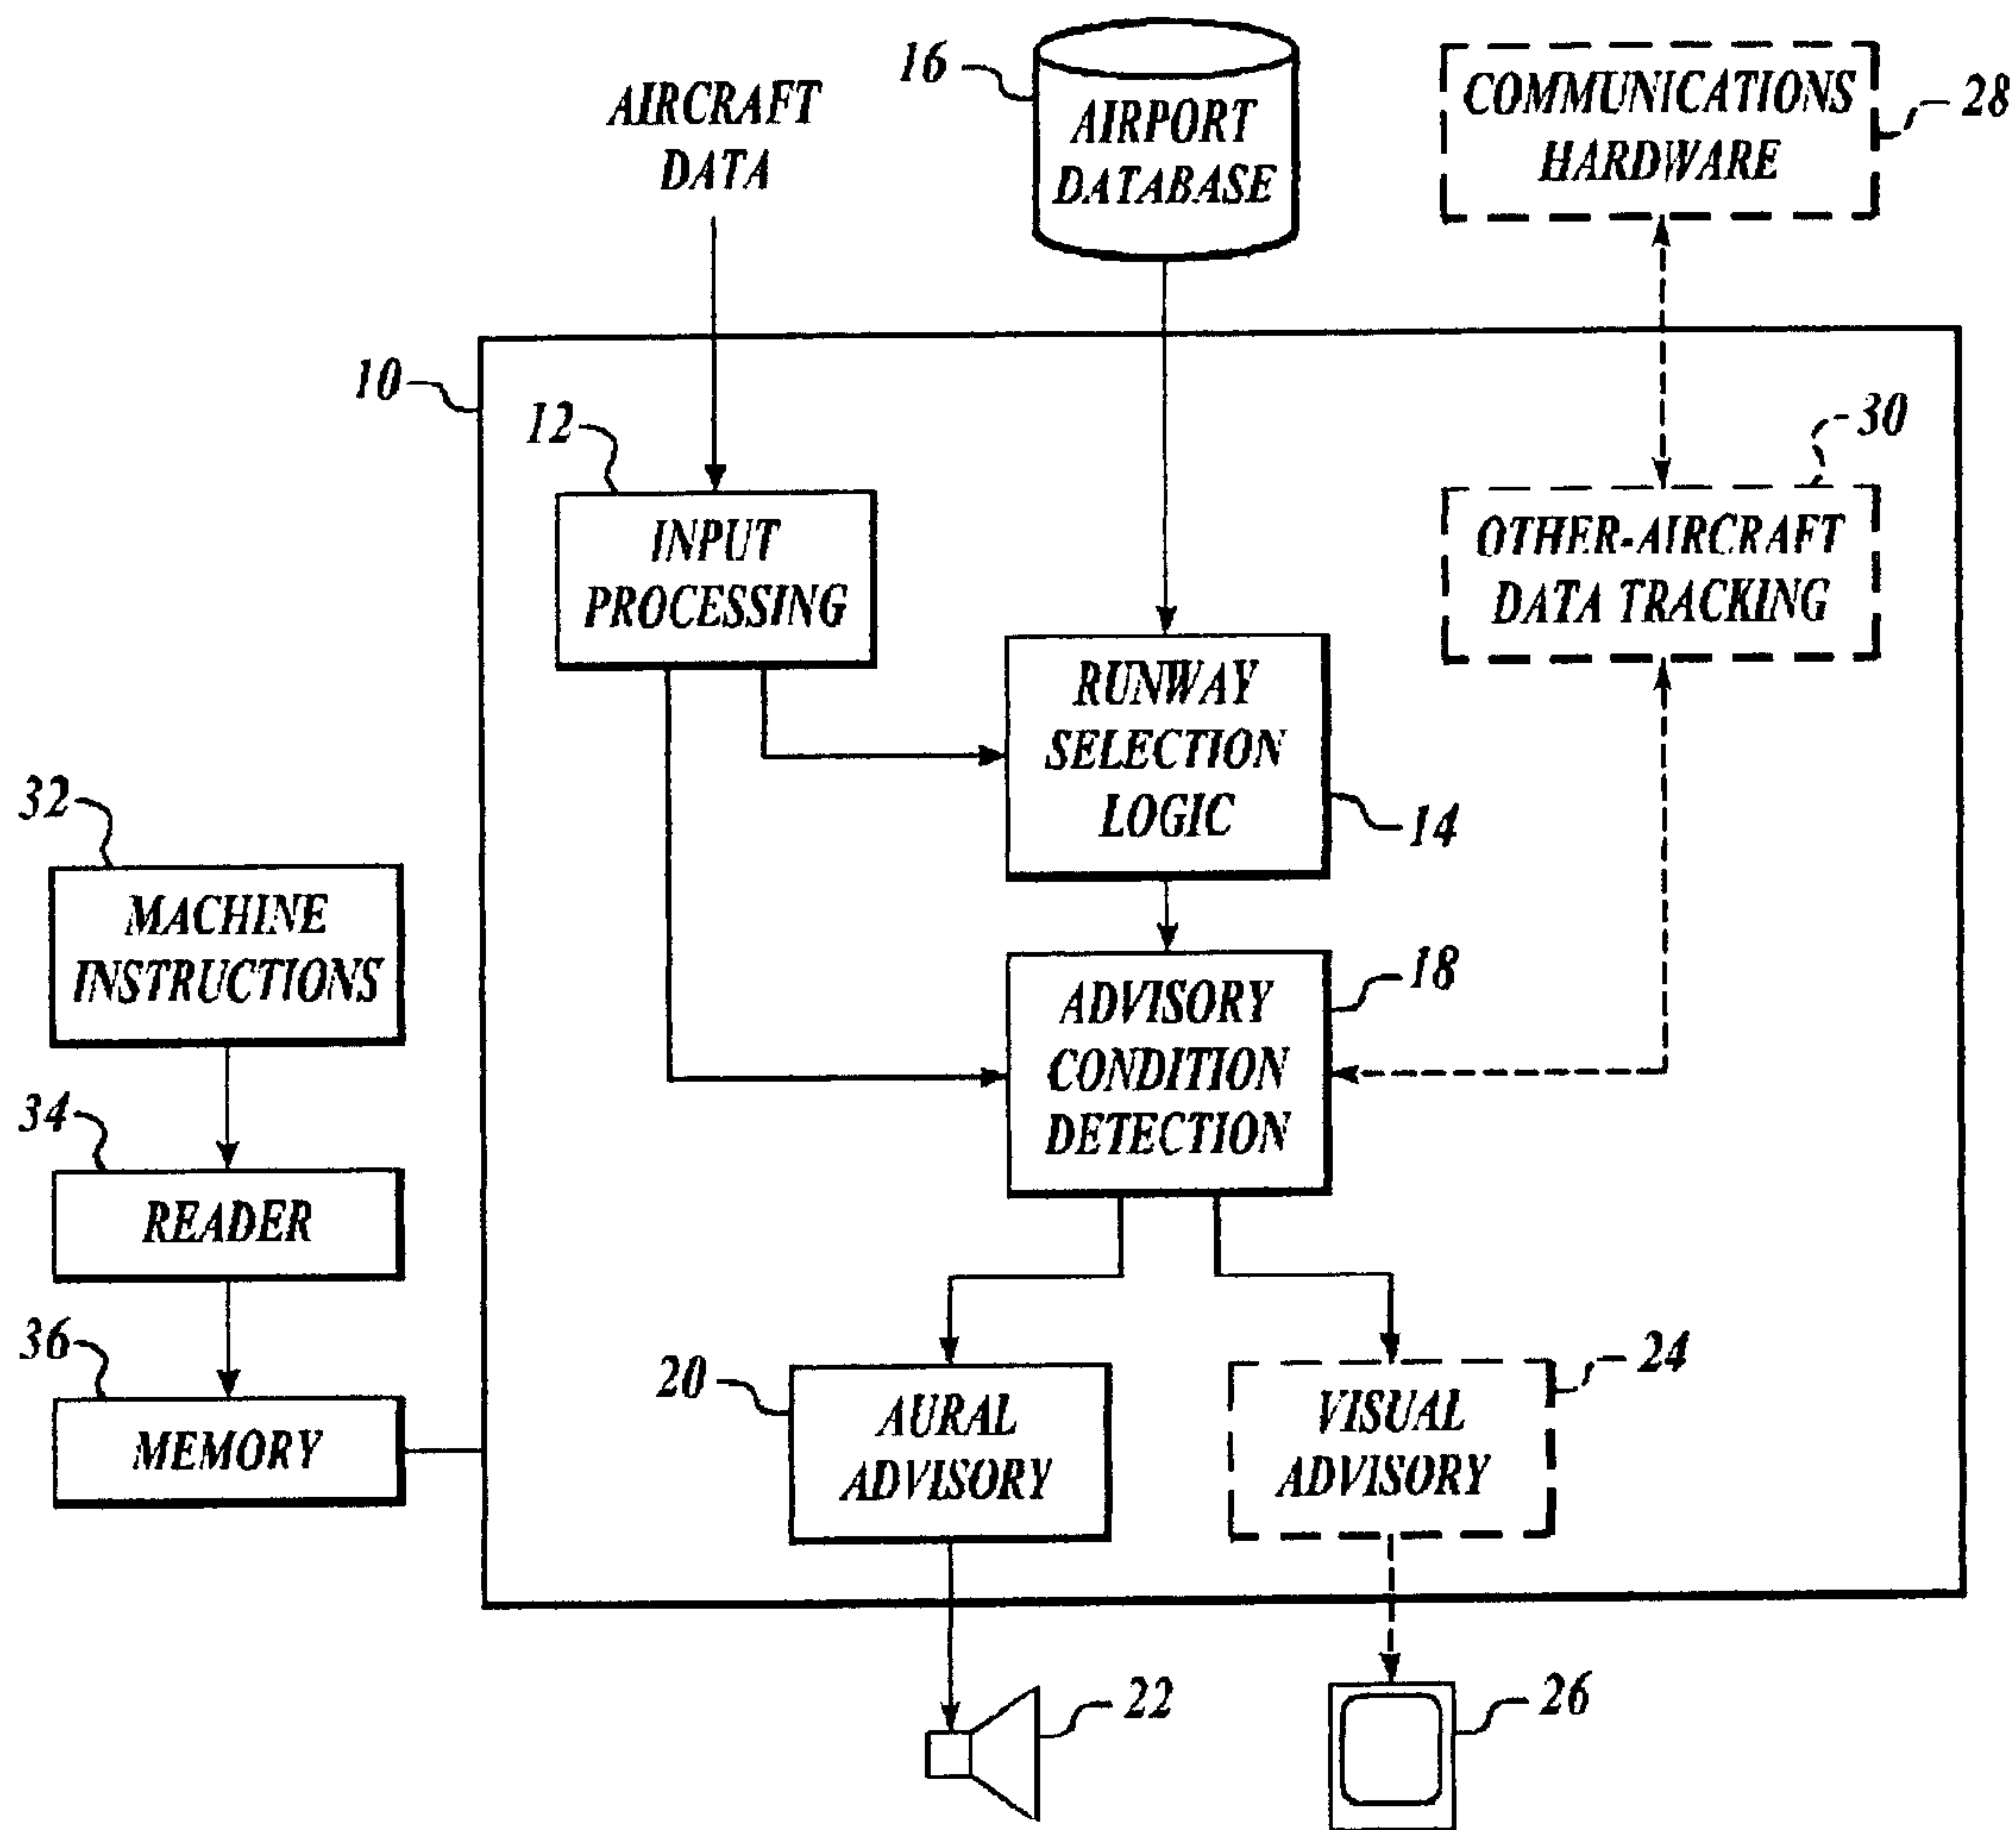 16
AIRCRAFT
DATA
AIRPORT
DATABASE
COMMUNICATIONS
HARDWARE
28
10
12
30
INPUT
PROCESSING
OTHER-AIRCRAFT
DATA TRACKING
RUNWAY
SELECTION
LOGIC
14
32
MACHINE
INSTRUCTIONS
18
ADVISORY
CONDITION
DETECTION
34
READER
36
MEMORY
20
AURAL
ADVISORY
24
VISUAL
ADVISORY
22
26